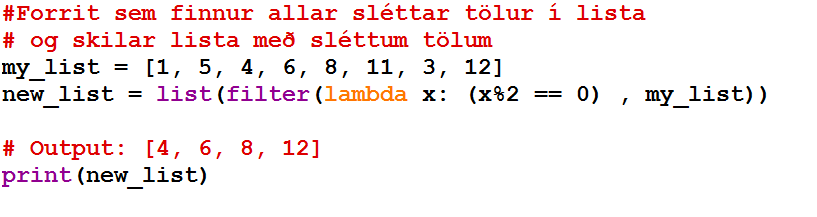 #Forrit sem finnur allar sléttar tölur í lista
# og skilar lista með sléttum tölum
my_list = [1, 5, 4, 6, 8, 11, 3, 12]
new_list = list(filter(lambda x: (x%2 == 0) , my_list))
# Output: [4, 6, 8, 12]
print(new_list)